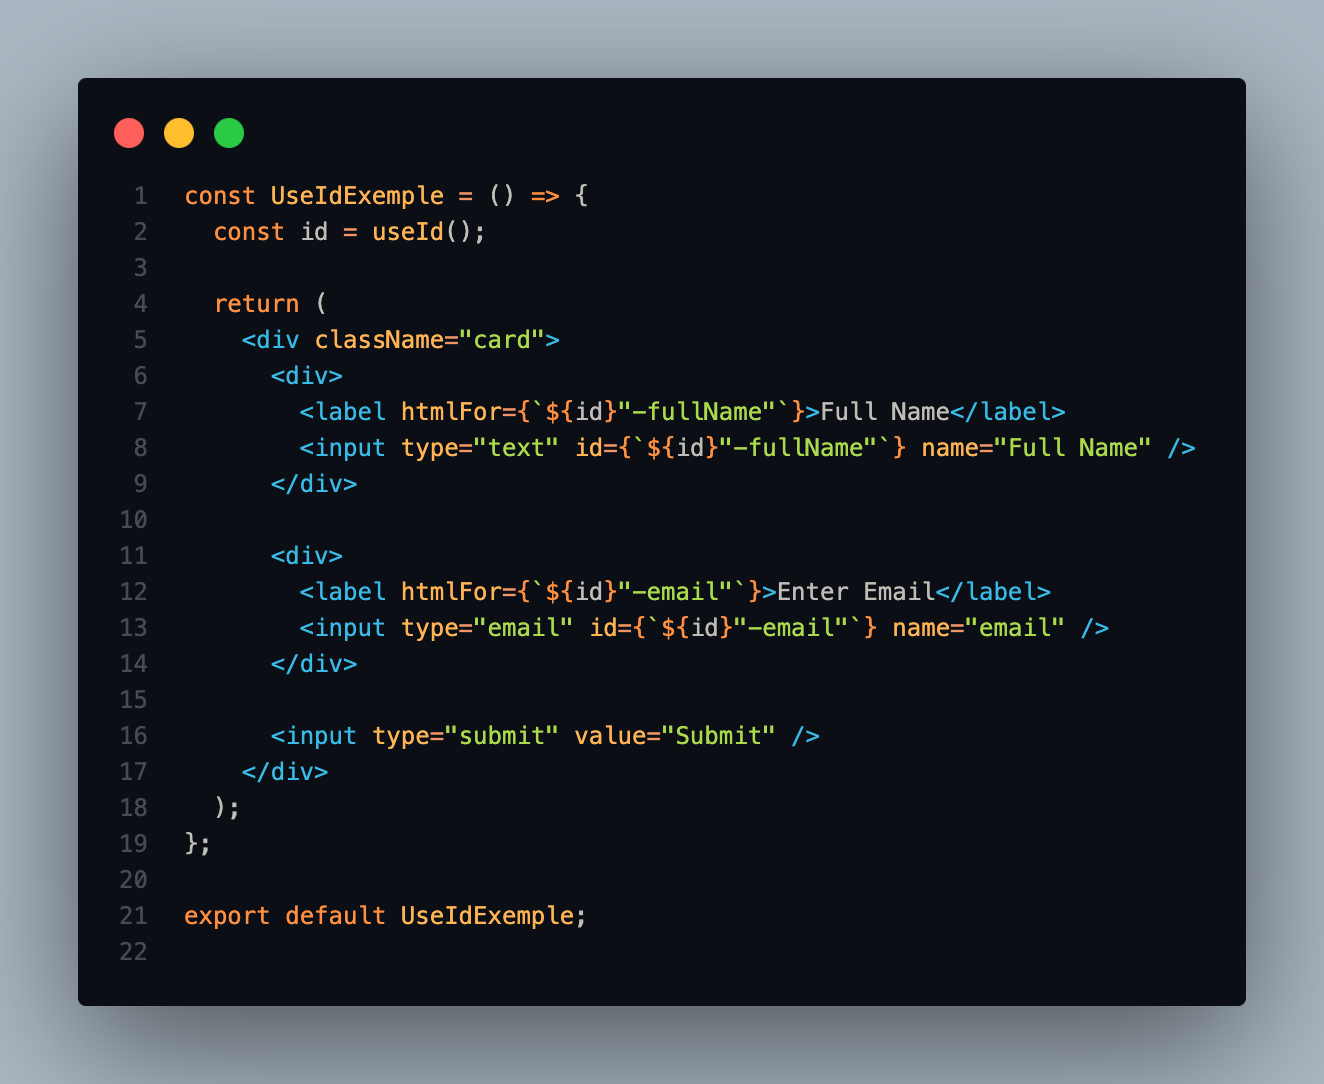 1 const UseIdExemple = () => {
2   const id = useId();
3
4   return (
5     <div className="card">
6       <div>
7         <label htmlFor={`${id}"-fullName"`}>Full Name</label>
8         <input type="text" id={`${id}"-fullName"`} name="Full Name" />
9       </div>
10
11       <div>
12         <label htmlFor={`${id}"-email"`}>Enter Email</label>
13         <input type="email" id={`${id}"-email"`} name="email" />
14       </div>
15
16       <input type="submit" value="Submit" />
17     </div>
18   );
19 };
20
21 export default UseIdExemple;
22